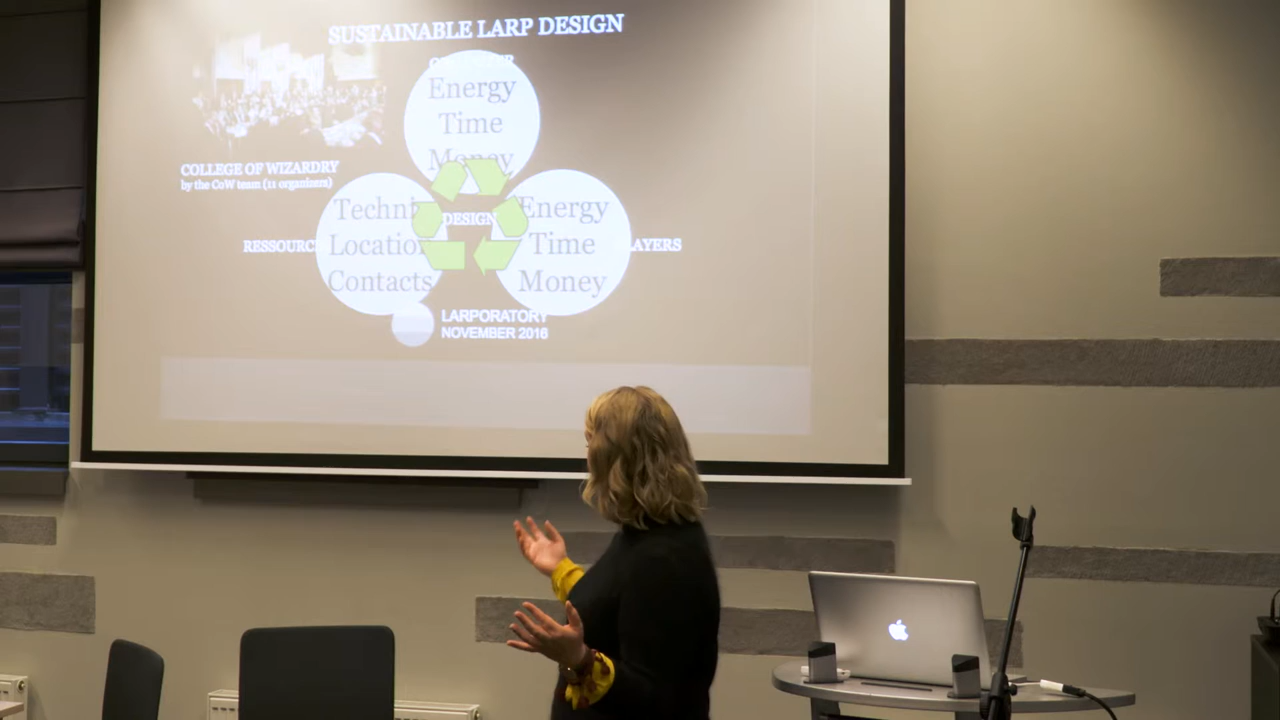 SUSTAINABLE LARP DESIGN
Energy
Time
Money
COLLEGE OF WIZARDRY
by the CoW team (11 organizers)
DESIGN
Location
Contacts
Energy
Time
Money
LARPORATORY
NOVEMBER 2016